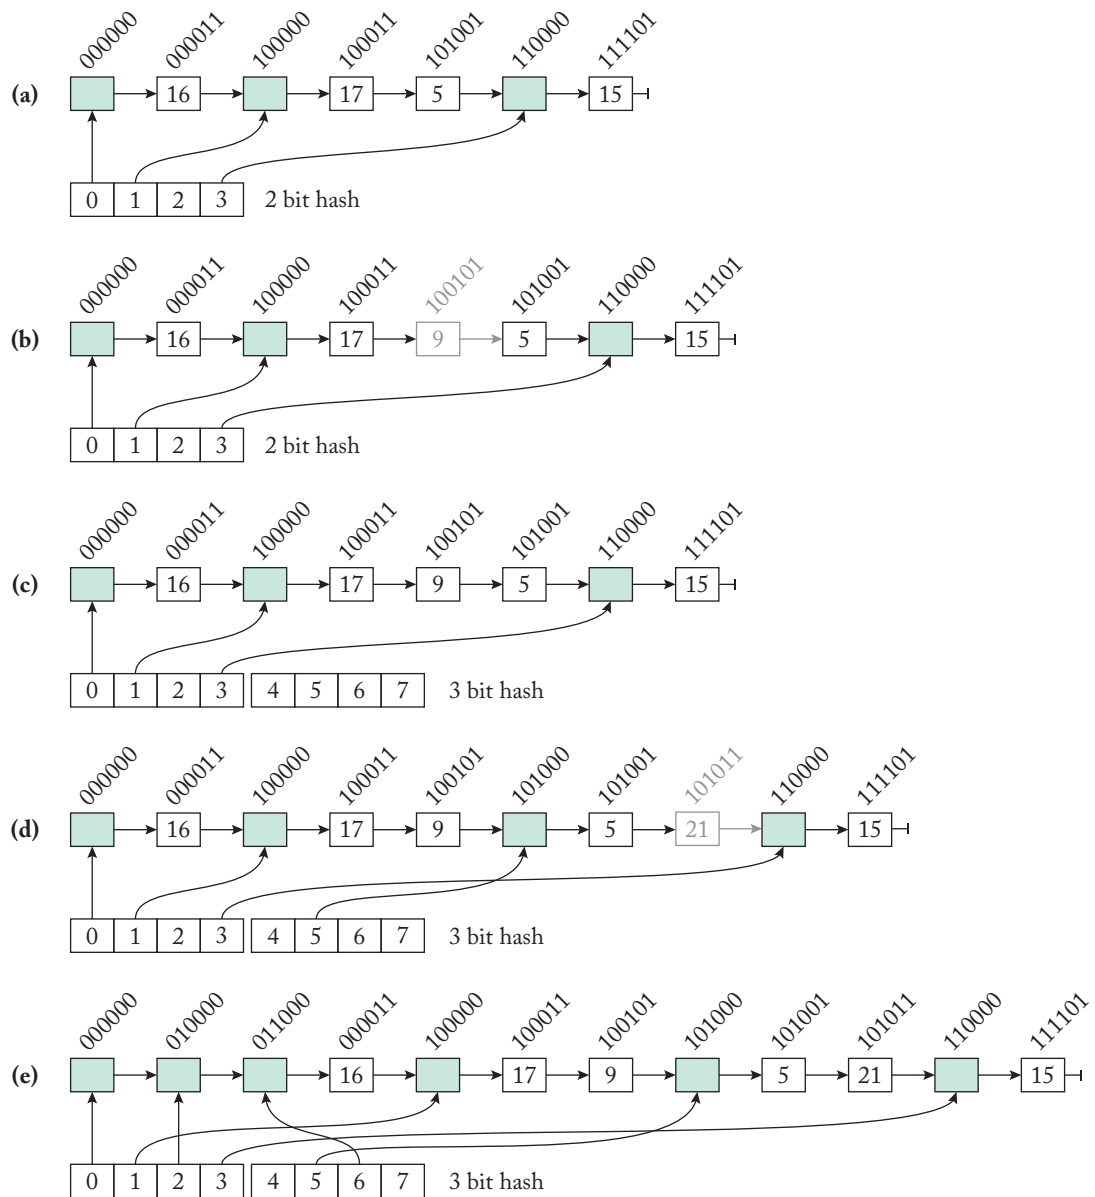 000000 000011 100000 100011 101001 110000 111101
(a) 16 17 5 15
0 1 2 3 2 bit hash
000000 000011 100000 100011 100101 101001 110000 111101
(b) 16 17 9 5 15
0 1 2 3 2 bit hash
000000 000011 100000 100011 100101 101001 110000 111101
(c) 16 17 9 5 15
0 1 2 3 4 5 6 7 3 bit hash
000000 000011 100000 100011 100101 101000 101001 101011 110000 111101
(d) 16 17 9 5 21 15
0 1 2 3 4 5 6 7 3 bit hash
000000 010000 011000 000011 100000 100011 100101 101000 101001 101011 110000 111101
(e) 16 17 9 5 21 15
0 1 2 3 4 5 6 7 3 bit hash